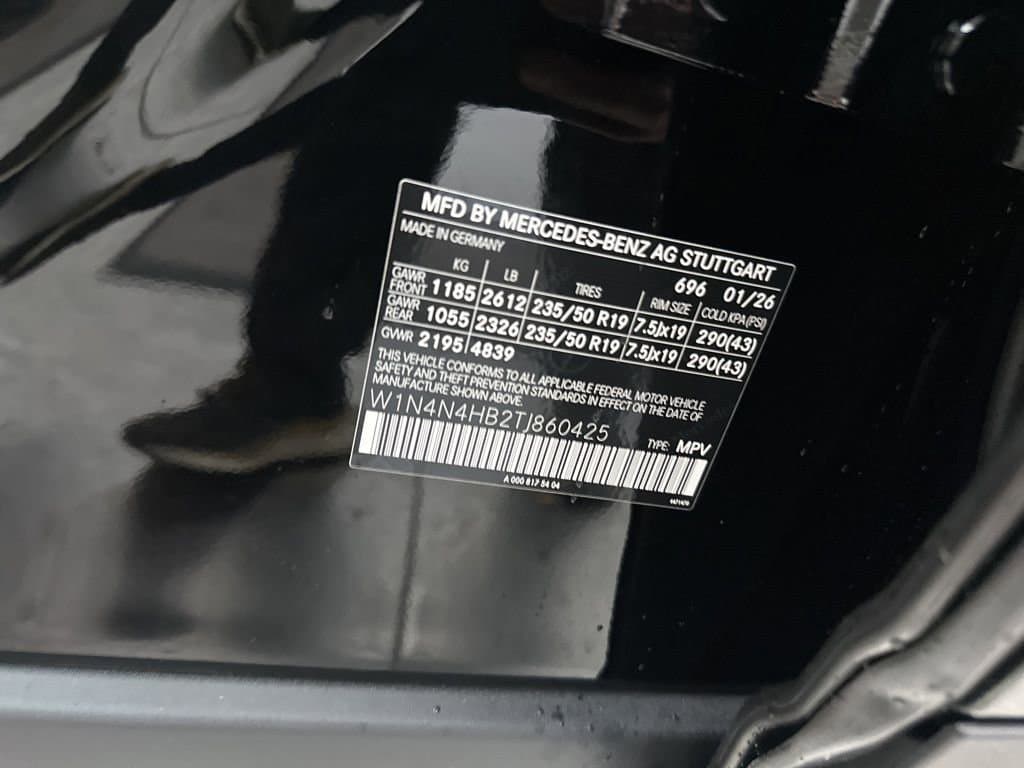 MFD BY MERCEDES-BENZ AG STUTTGART
MADE IN GERMANY 696 01/26
KG LB TIRES RIM SIZE COLD KPA(PSI)
GAWR FRONT 1185 2612 235/50 R19 7.5Jx19 290(43)
GAWR REAR 1055 2326 235/50 R19 7.5Jx19 290(43)
GVWR 2195 4839
THIS VEHICLE CONFORMS TO ALL APPLICABLE FEDERAL MOTOR VEHICLE
SAFETY AND THEFT PREVENTION STANDARDS IN EFFECT ON THE DATE OF
MANUFACTURE SHOWN ABOVE.
W1N4N4HB2TJ860425 TYPE: MPV
A 000 817 54 04